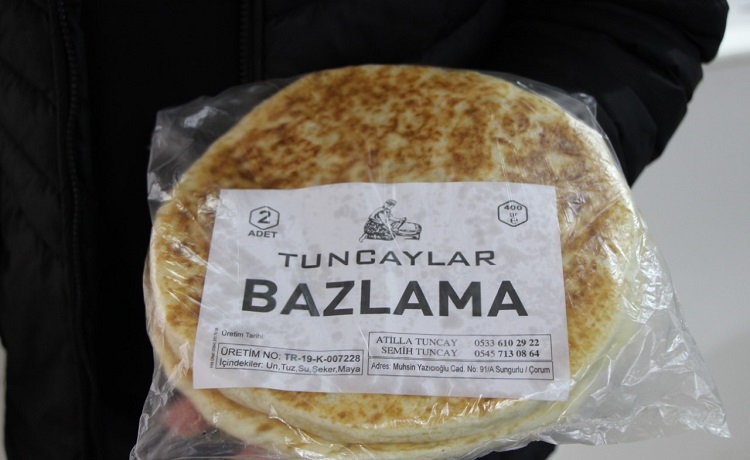 2
ADET
400
gr
e
TUNCAYLAR
BAZLAMA
Üretim Tarihi
ÜRETİM NO: TR-19-K-007228
İçindekiler: Un,Tuz,Su,Şeker,Maya
ATILLA TUNCAY 0533 610 29 22
SEMİH TUNCAY 0545 713 08 64
Adres: Muhsin Yazıcıoğlu Cad. No: 91/A Sungurlu / Çorum